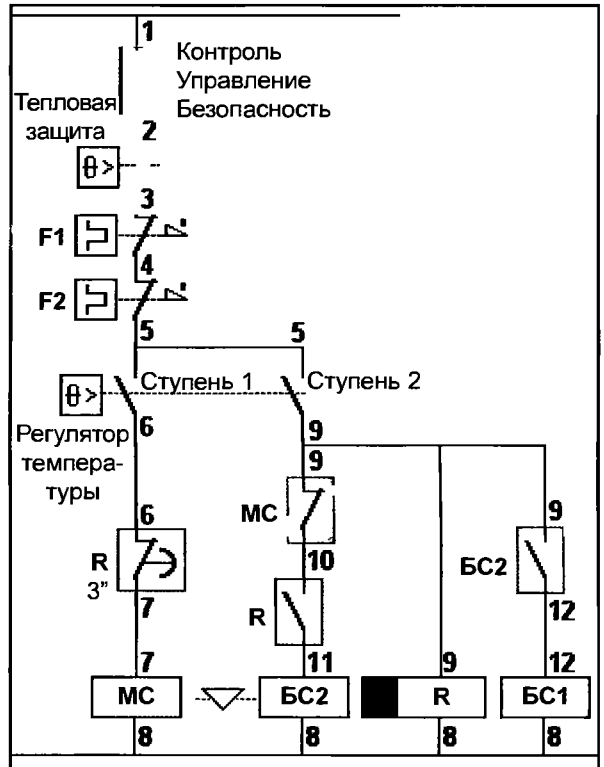 1
Контроль
Управление
Безопасность
Тепловая
защита
2
θ>
3
F1
4
F2
5
5
θ>
Ступень 1
Ступень 2
Регулятор
темпера-
туры
6
9
9
МС
6
9
R
3”
БС2
10
7
R
12
7
11
9
12
МС
БС2
R
БС1
8
8
8
8